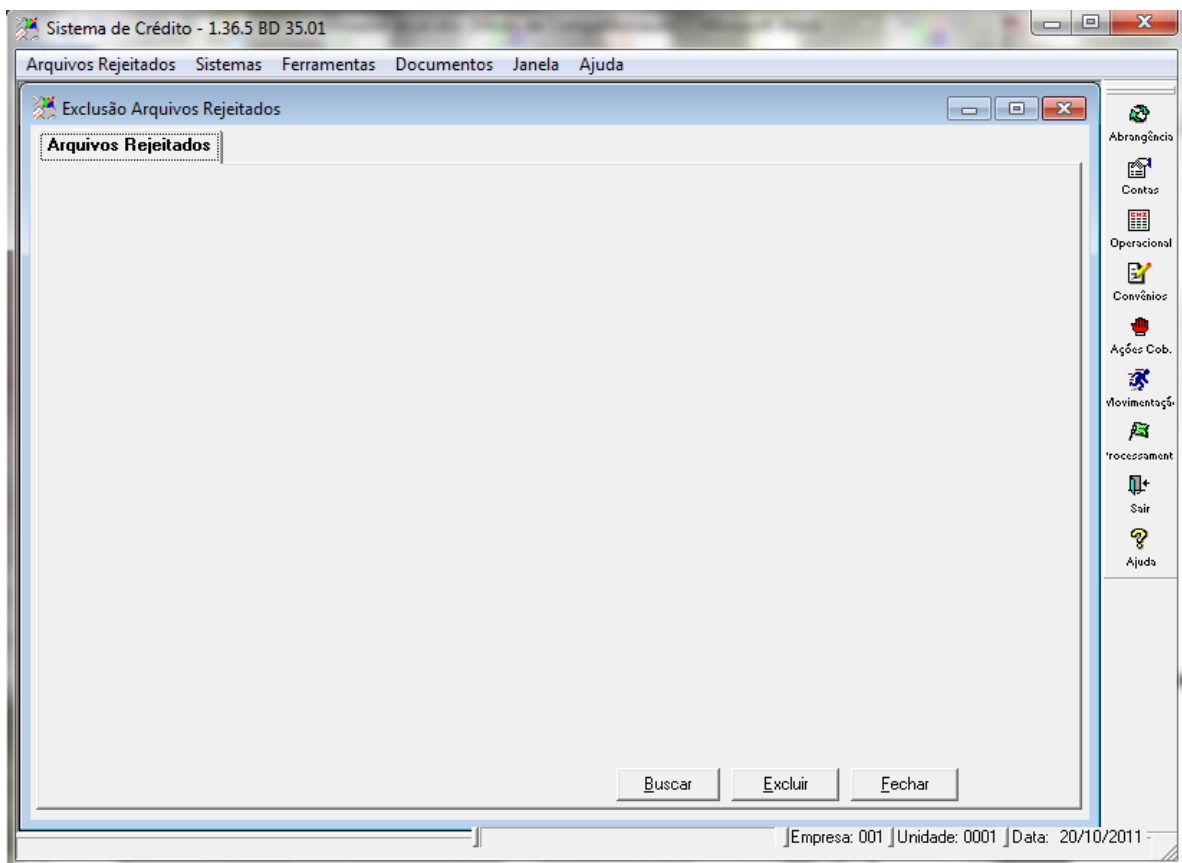 Sistema de Crédito - 1.36.5 BD 35.01
Arquivos Rejeitados Sistemas Ferramentas Documentos Janela Ajuda
Exclusão Arquivos Rejeitados
Arquivos Rejeitados
Abrangência
Contas
Operacional
Convênios
Ações Cob.
Movimentaçã
rocessament
Sair
Ajuda
Buscar Excluir Fechar
Empresa: 001 Unidade: 0001 Data: 20/10/2011